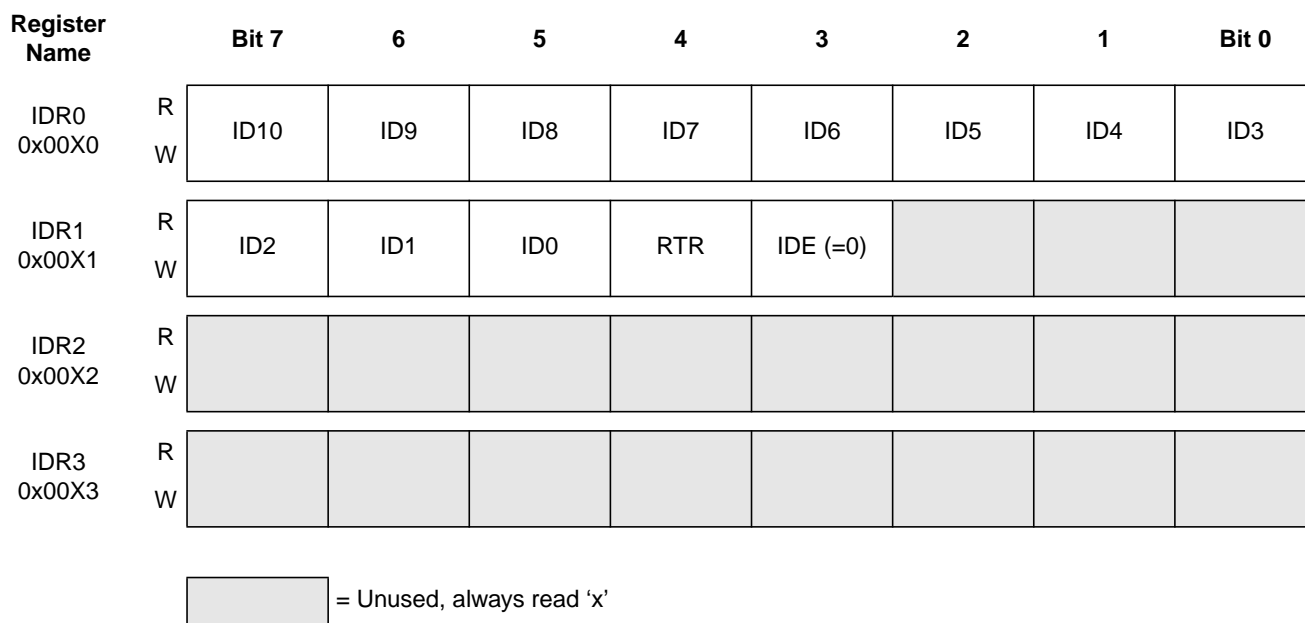 Register Name Bit 7 6 5 4 3 2 1 Bit 0
IDR0 0x00X0 R W ID10 ID9 ID8 ID7 ID6 ID5 ID4 ID3
IDR1 0x00X1 R W ID2 ID1 ID0 RTR IDE (=0)
IDR2 0x00X2 R W
IDR3 0x00X3 R W
= Unused, always read ‘x’